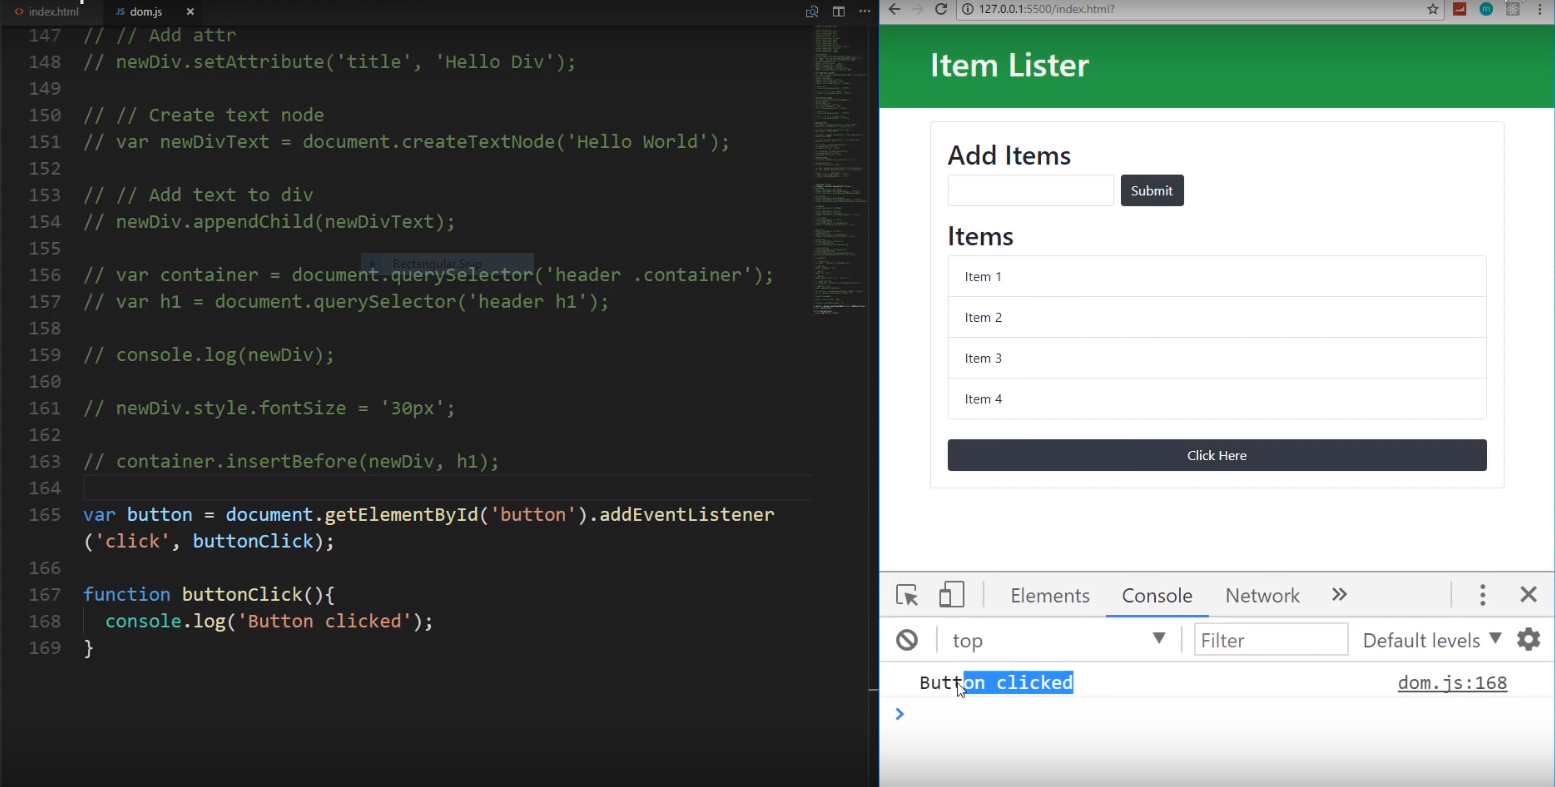 index.html
JS dom.js
147 // // Add attr
148 // newDiv.setAttribute('title', 'Hello Div');
149
150 // // Create text node
151 // var newDivText = document.createTextNode('Hello World');
152
153 // // Add text to div
154 // newDiv.appendChild(newDivText);
155
Rectangular Snip
156 // var container = document.querySelector('header .container');
157 // var h1 = document.querySelector('header h1');
158
159 // console.log(newDiv);
160
161 // newDiv.style.fontSize = '30px';
162
163 // container.insertBefore(newDiv, h1);
164
165 var button = document.getElementById('button').addEventListener
('click', buttonClick);
166
167 function buttonClick(){
168 console.log('Button clicked');
169 }
127.0.0.1:5500/index.html?
Item Lister
Add Items
Submit
Items
Item 1
Item 2
Item 3
Item 4
Click Here
Elements Console Network »
top Filter Default levels
Button clicked dom.js:168
>